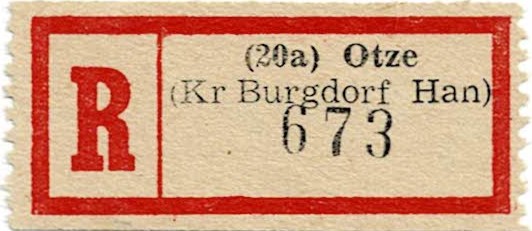 R
(20a) Otze
(Kr Burgdorf Han)
673